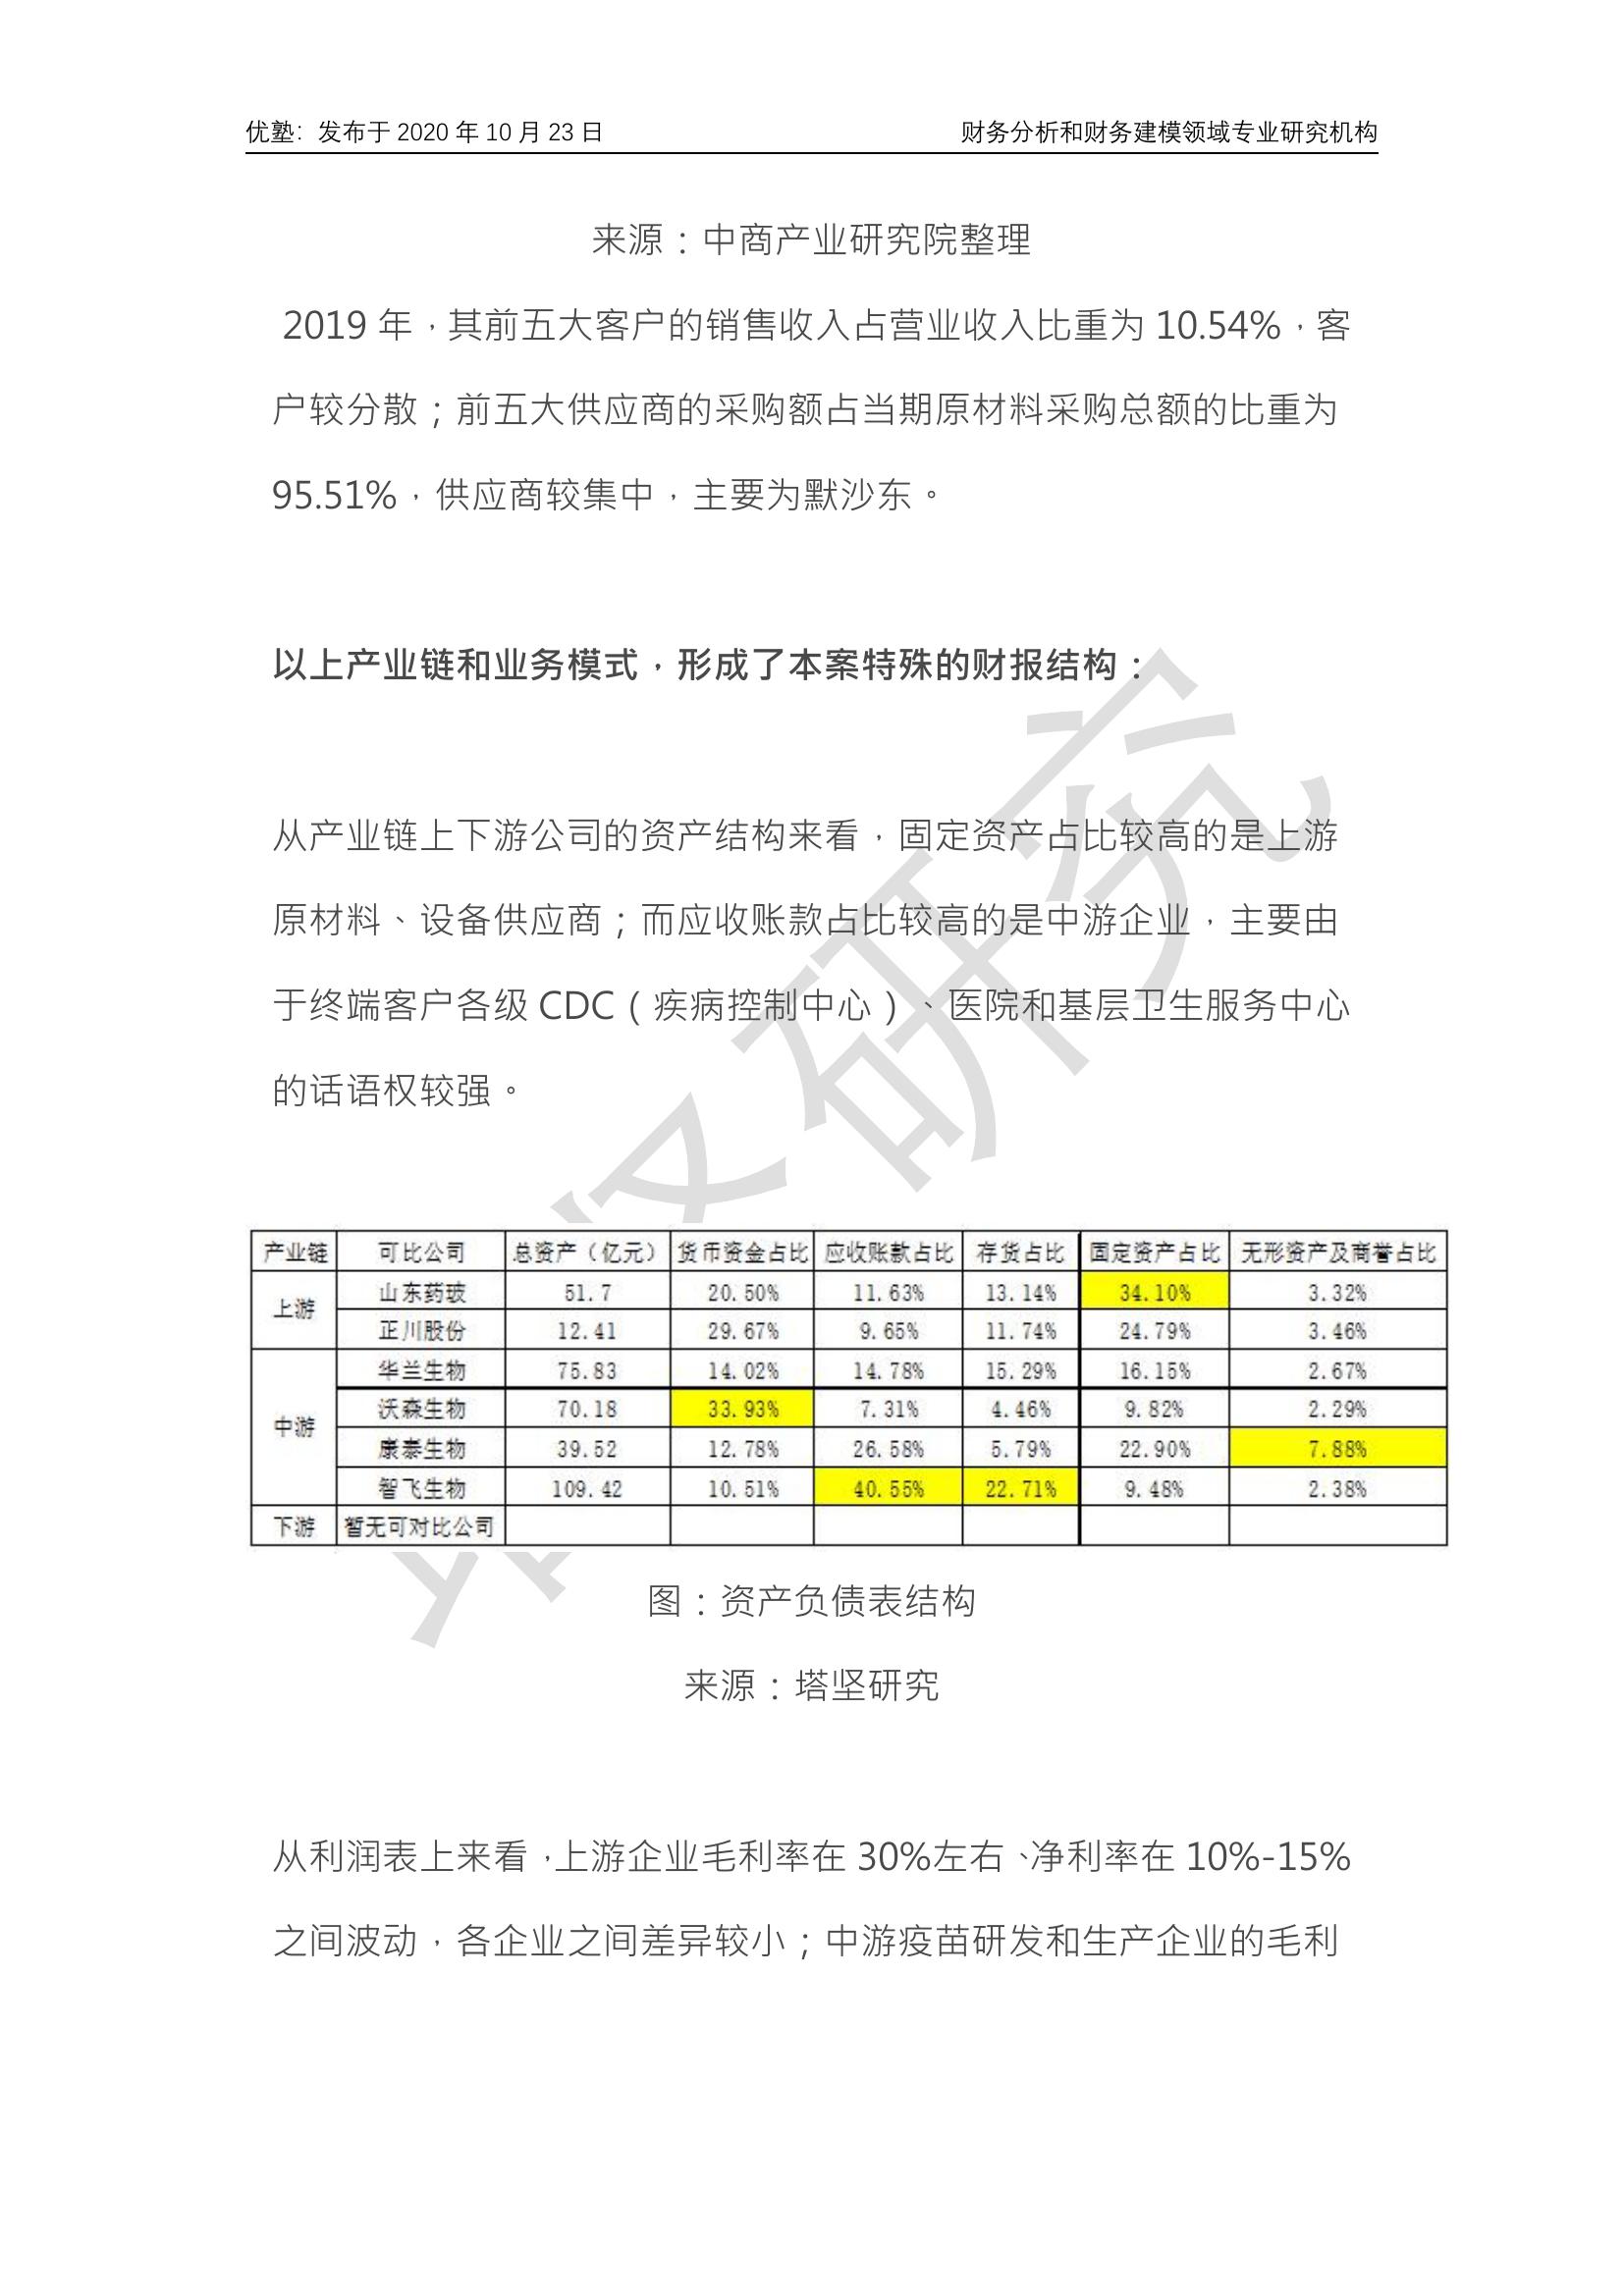 优塾：发布于 2020 年 10 月 23 日 财务分析和财务建模领域专业研究机构
来源：中商产业研究院整理
2019 年，其前五大客户的销售收入占营业收入比重为 10.54%，客
户较分散；前五大供应商的采购额占当期原材料采购总额的比重为
95.51%，供应商较集中，主要为默沙东。
以上产业链和业务模式，形成了本案特殊的财报结构：
从产业链上下游公司的资产结构来看，固定资产占比较高的是上游
原材料、设备供应商；而应收账款占比较高的是中游企业，主要由
于终端客户各级 CDC（疾病控制中心）、医院和基层卫生服务中心
的话语权较强。
产业链 可比公司 总资产（亿元） 货币资金占比 应收账款占比 存货占比 固定资产占比 无形资产及商誉占比
上游 山东药玻 51.7 20.50% 11.63% 13.14% 34.10% 3.32%
正川股份 12.41 29.67% 9.65% 11.74% 24.79% 3.46%
中游 华兰生物 75.83 14.02% 14.78% 15.29% 16.15% 2.67%
沃森生物 70.18 33.93% 7.31% 4.46% 9.82% 2.29%
康泰生物 39.52 12.78% 26.58% 5.79% 22.90% 7.88%
智飞生物 109.42 10.51% 40.55% 22.71% 9.48% 2.38%
下游 暂无可对比公司
图：资产负债表结构
来源：塔坚研究
从利润表上来看，上游企业毛利率在 30%左右、净利率在 10%-15%
之间波动，各企业之间差异较小；中游疫苗研发和生产企业的毛利
坚研究